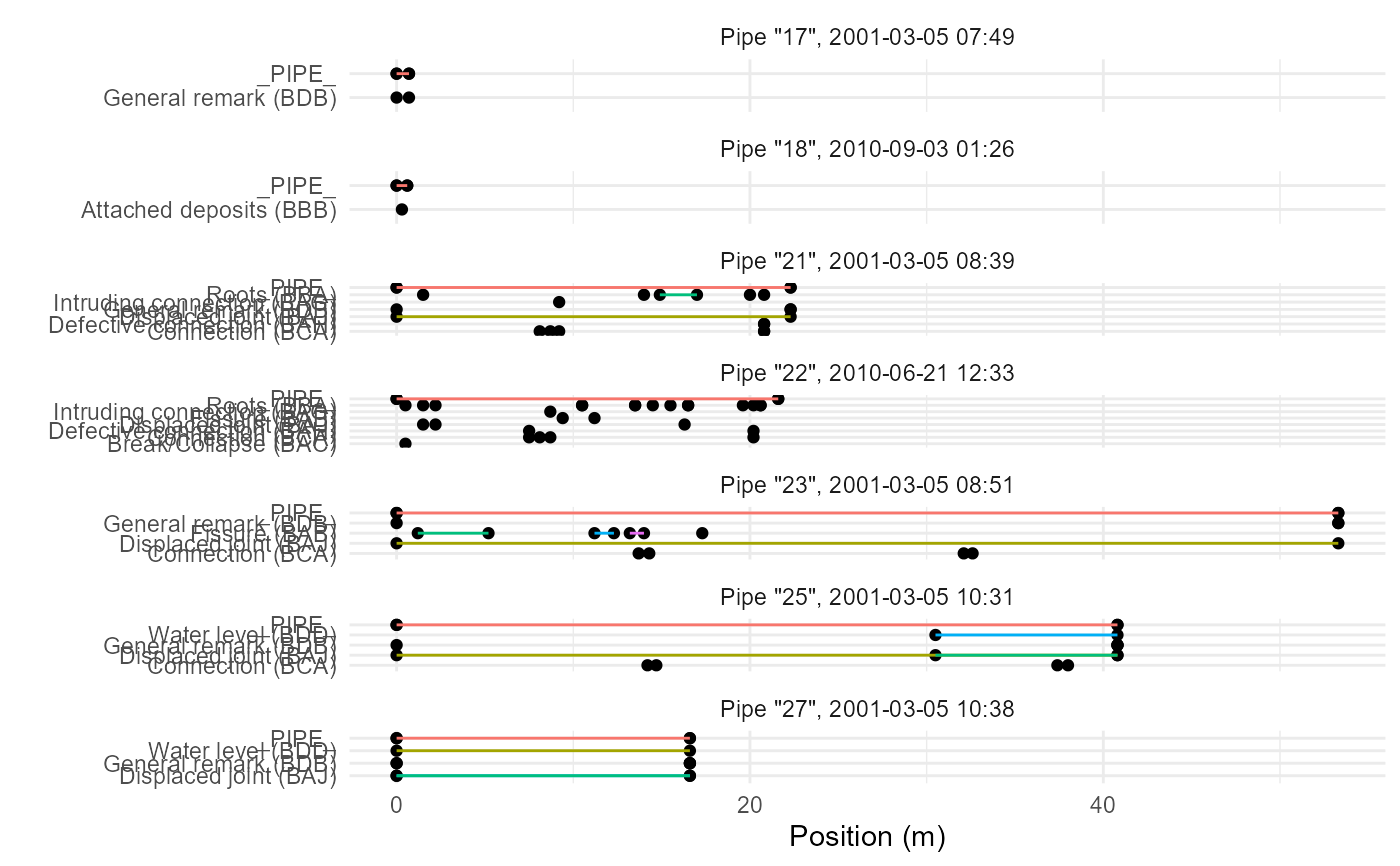 Pipe "17", 2001-03-05 07:49
_PIPE_
General remark (BDB)
Pipe "18", 2010-09-03 01:26
_PIPE_
Attached deposits (BBB)
Pipe "21", 2001-03-05 08:39
_PIPE_
Roots (BBA)
Intruding connection (BAG)
General remark (BDB)
Displaced joint (BAJ)
Defective connection (BAH)
Connection (BCA)
Pipe "22", 2010-06-21 12:33
_PIPE_
Roots (BBA)
Intruding connection (BAG)
Fissure (BAB)
Displaced joint (BAJ)
Defective connection (BAH)
Connection (BCA)
Break/Collapse (BAC)
Pipe "23", 2001-03-05 08:51
_PIPE_
General remark (BDB)
Fissure (BAB)
Displaced joint (BAJ)
Connection (BCA)
Pipe "25", 2001-03-05 10:31
_PIPE_
Water level (BDD)
General remark (BDB)
Displaced joint (BAJ)
Connection (BCA)
Pipe "27", 2001-03-05 10:38
_PIPE_
Water level (BDD)
General remark (BDB)
Displaced joint (BAJ)
0 20 40
Position (m)